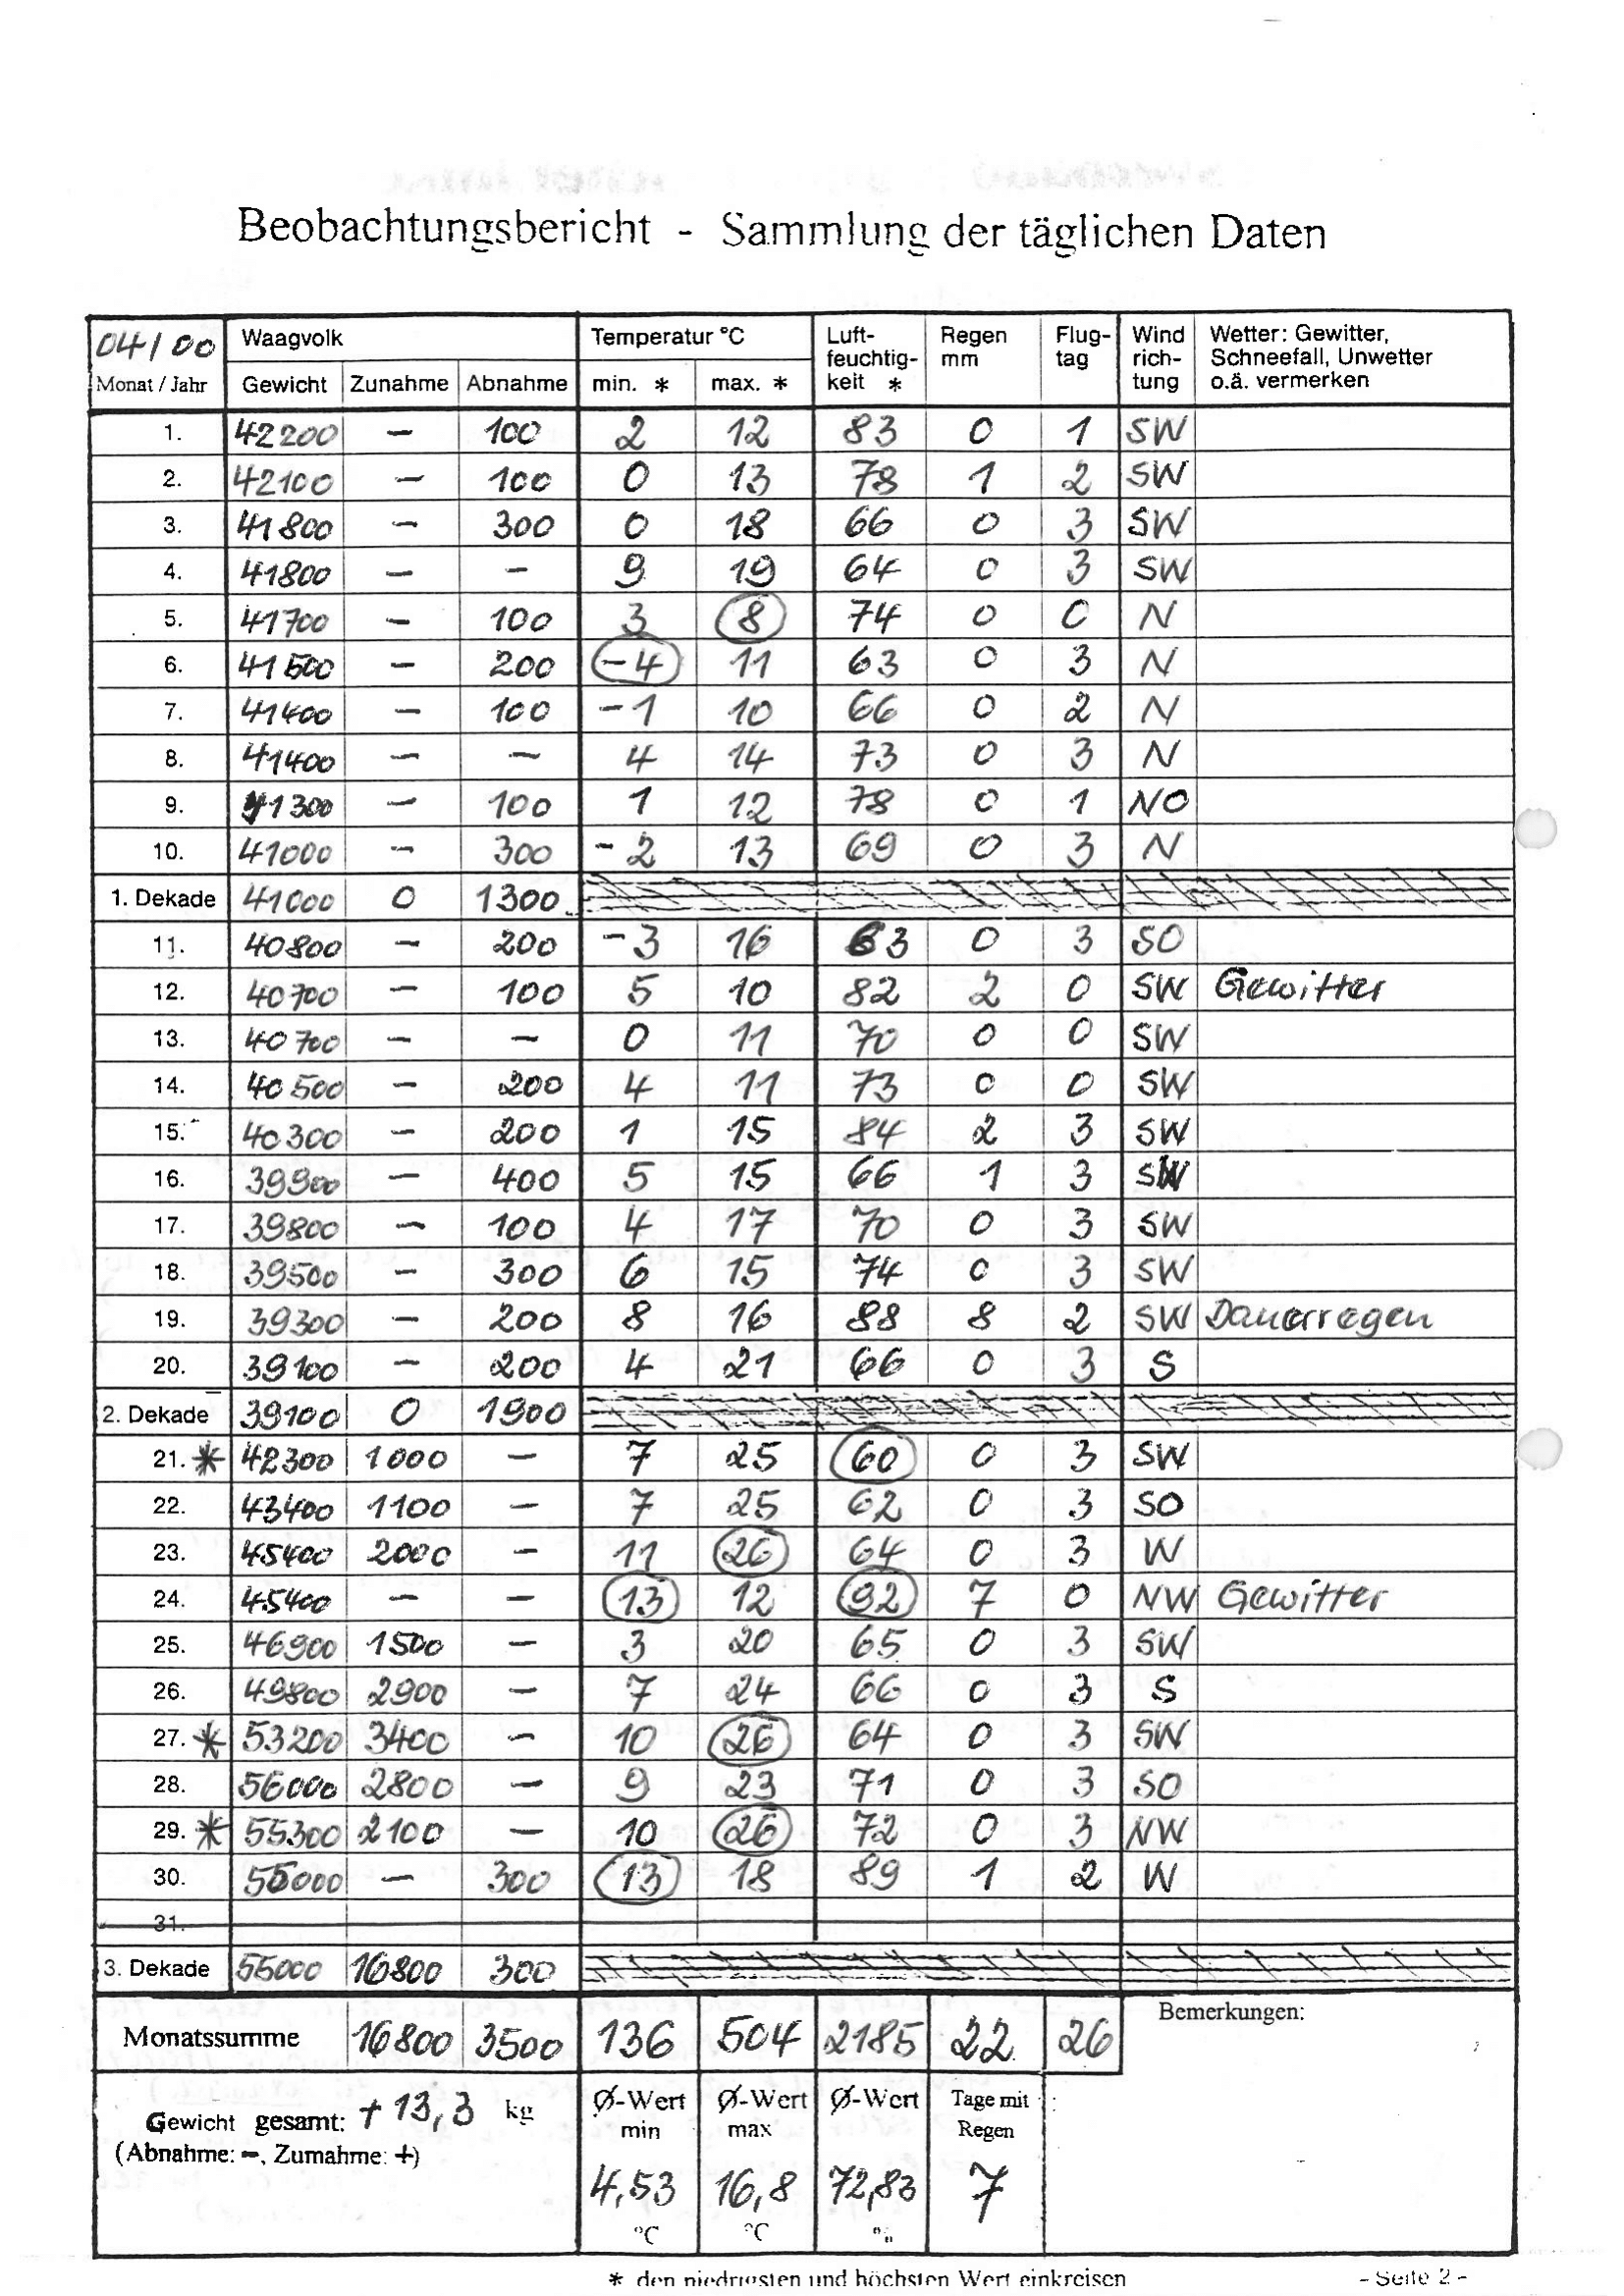 Beobachtungsbericht - Sammlung der täglichen Daten
04/00 Waagvolk Temperatur °C Luft- Regen Flug- Wind Wetter: Gewitter,
feuchtig- mm tag rich- Schneefall, Unwetter
Monat / Jahr Gewicht Zunahme Abnahme min. * max. * keit * tung o.ä. vermerken
1. 42200 – 100 2 12 83 0 1 SW
2. 42100 – 100 0 13 78 1 2 SW
3. 41800 – 300 0 18 66 0 3 SW
4. 41800 – – 9 19 64 0 3 SW
5. 41700 – 100 3 8 74 0 0 N
6. 41500 – 200 -4 11 63 0 3 N
7. 41400 – 100 -1 10 66 0 2 N
8. 41400 – – 4 14 73 0 3 N
9. 41300 – 100 1 12 78 0 1 NO
10. 41000 – 300 -2 13 69 0 3 N
1. Dekade 41000 0 1300
11. 40800 – 200 -3 16 63 0 3 SO
12. 40700 – 100 5 10 82 2 0 SW Gewitter
13. 40700 – – 0 11 70 0 0 SW
14. 40500 – 200 4 11 73 0 0 SW
15. 40300 – 200 1 15 84 2 3 SW
16. 39900 – 400 5 15 66 1 3 SW
17. 39800 – 100 4 17 70 0 3 SW
18. 39500 – 300 6 15 74 0 3 SW
19. 39300 – 200 8 16 88 8 2 SW Dauerregen
20. 39100 – 200 4 21 66 0 3 S
2. Dekade 39100 0 1900
21. * 42300 1000 – 7 25 60 0 3 SW
22. 43400 1100 – 7 25 62 0 3 SO
23. 45400 2000 – 11 26 64 0 3 W
24. 45400 – – 13 12 92 7 0 NW Gewitter
25. 46900 1500 – 3 20 65 0 3 SW
26. 49800 2900 – 7 24 66 0 3 S
27. * 53200 3400 – 10 26 64 0 3 SW
28. 56000 2800 – 9 23 71 0 3 SO
29. * 55300 2100 – 10 26 72 0 3 NW
30. 55000 – 300 13 18 89 1 2 W
31.
3. Dekade 55000 16800 300
Monatssumme 16800 3500 136 504 2185 22 26 Bemerkungen:
Gewicht gesamt: + 13,3 kg Ø-Wert Ø-Wert Ø-Wert Tage mit
(Abnahme: -, Zumahme: +) min max Regen
4,53 16,8 72,83 7
°C °C %
* den niedrigsten und höchsten Wert einkreisen - Seite 2 -